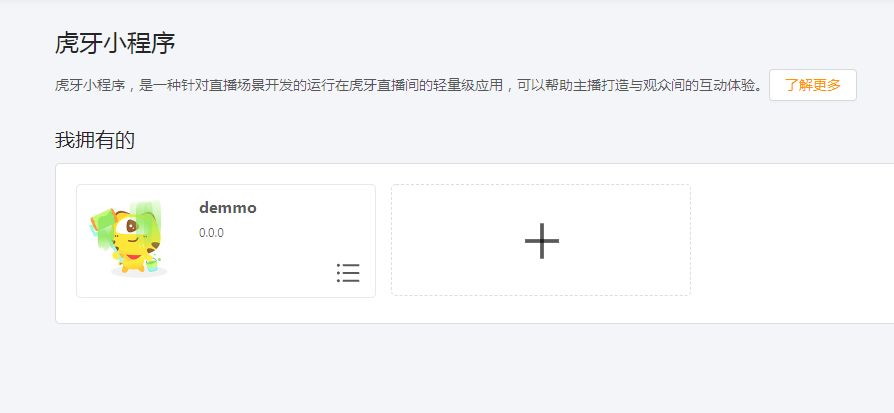 虎牙小程序
虎牙小程序，是一种针对直播场景开发的运行在虎牙直播间的轻量级应用，可以帮助主播打造与观众间的互动体验。 了解更多
我拥有的
demmo
0.0.0